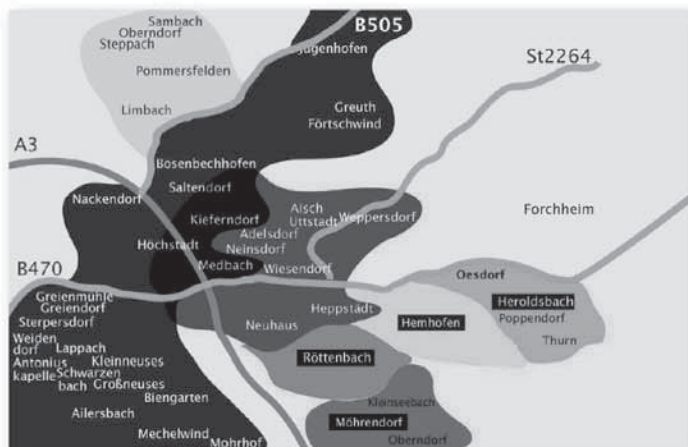 Sambach
Oberndorf
Steppach
Pommersfelden
Limbach
B505
Jugenhofen
St2264
Greuth
Förtschwind
A3
Bosenbechhofen
Saltendorf
Nackendorf
Kieferndorf
Aisch
Uttstadt
Weppersdorf
Forchheim
Adelsdorf
Neinsdorf
Höchstadt
Medbach
Wiesendorf
B470
Oesdorf
Greienmühle
Greiendorf
Sterpersdorf
Heppstädt
Heroldsbach
Poppendorf
Neuhaus
Hemhofen
Thurn
Weiden
dorf
Lappach
Antonius
kapelle
Kleinneuses
Schwarzen
bach
Großneuses
Biengarten
Röttenbach
Ailersbach
Kleinseebach
Möhrendorf
Oberndorf
Mechelwind
Mohrhof